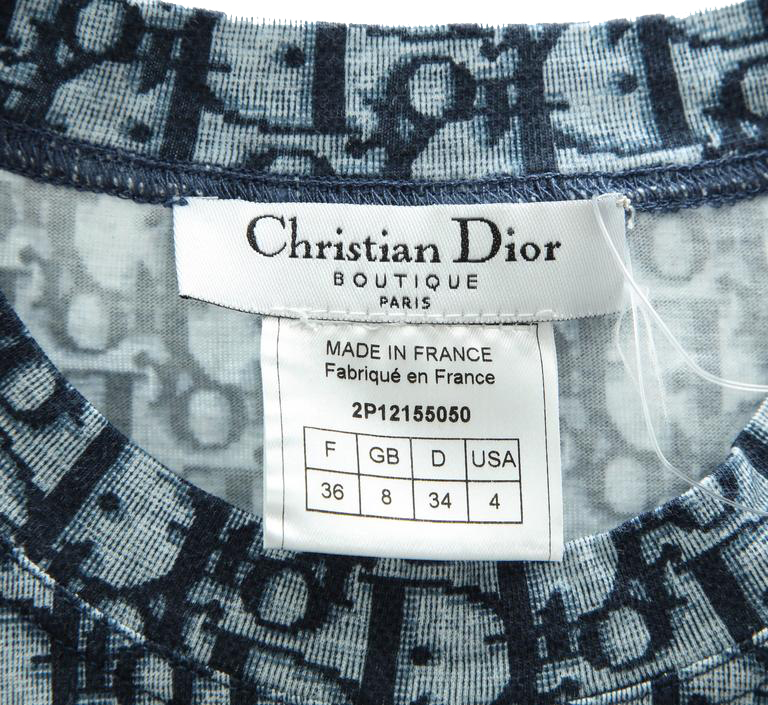 Christian Dior
BOUTIQUE
PARIS
MADE IN FRANCE
Fabriqué en France
2P12155050
F GB D USA
36 8 34 4